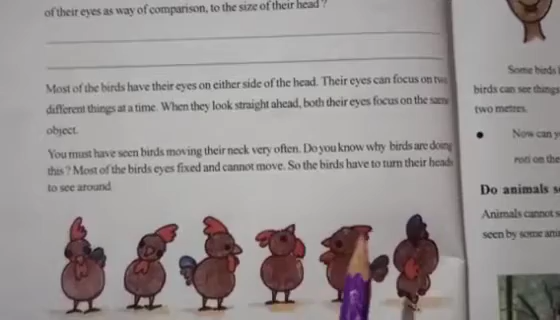 of their eyes as way of comparison, to the size of their head ?
Most of the birds have their eyes on either side of the head. Their eyes can focus on two
different things at a time. When they look straight ahead, both their eyes focus on the same
object.
You must have seen birds moving their neck very often. Do you know why birds are doing
this ? Most of the birds eyes fixed and cannot move. So the birds have to turn their heads
to see around
Some birds
birds can see things
two metres.
Now can
on the
Do animals
Animals cannot
seen by some